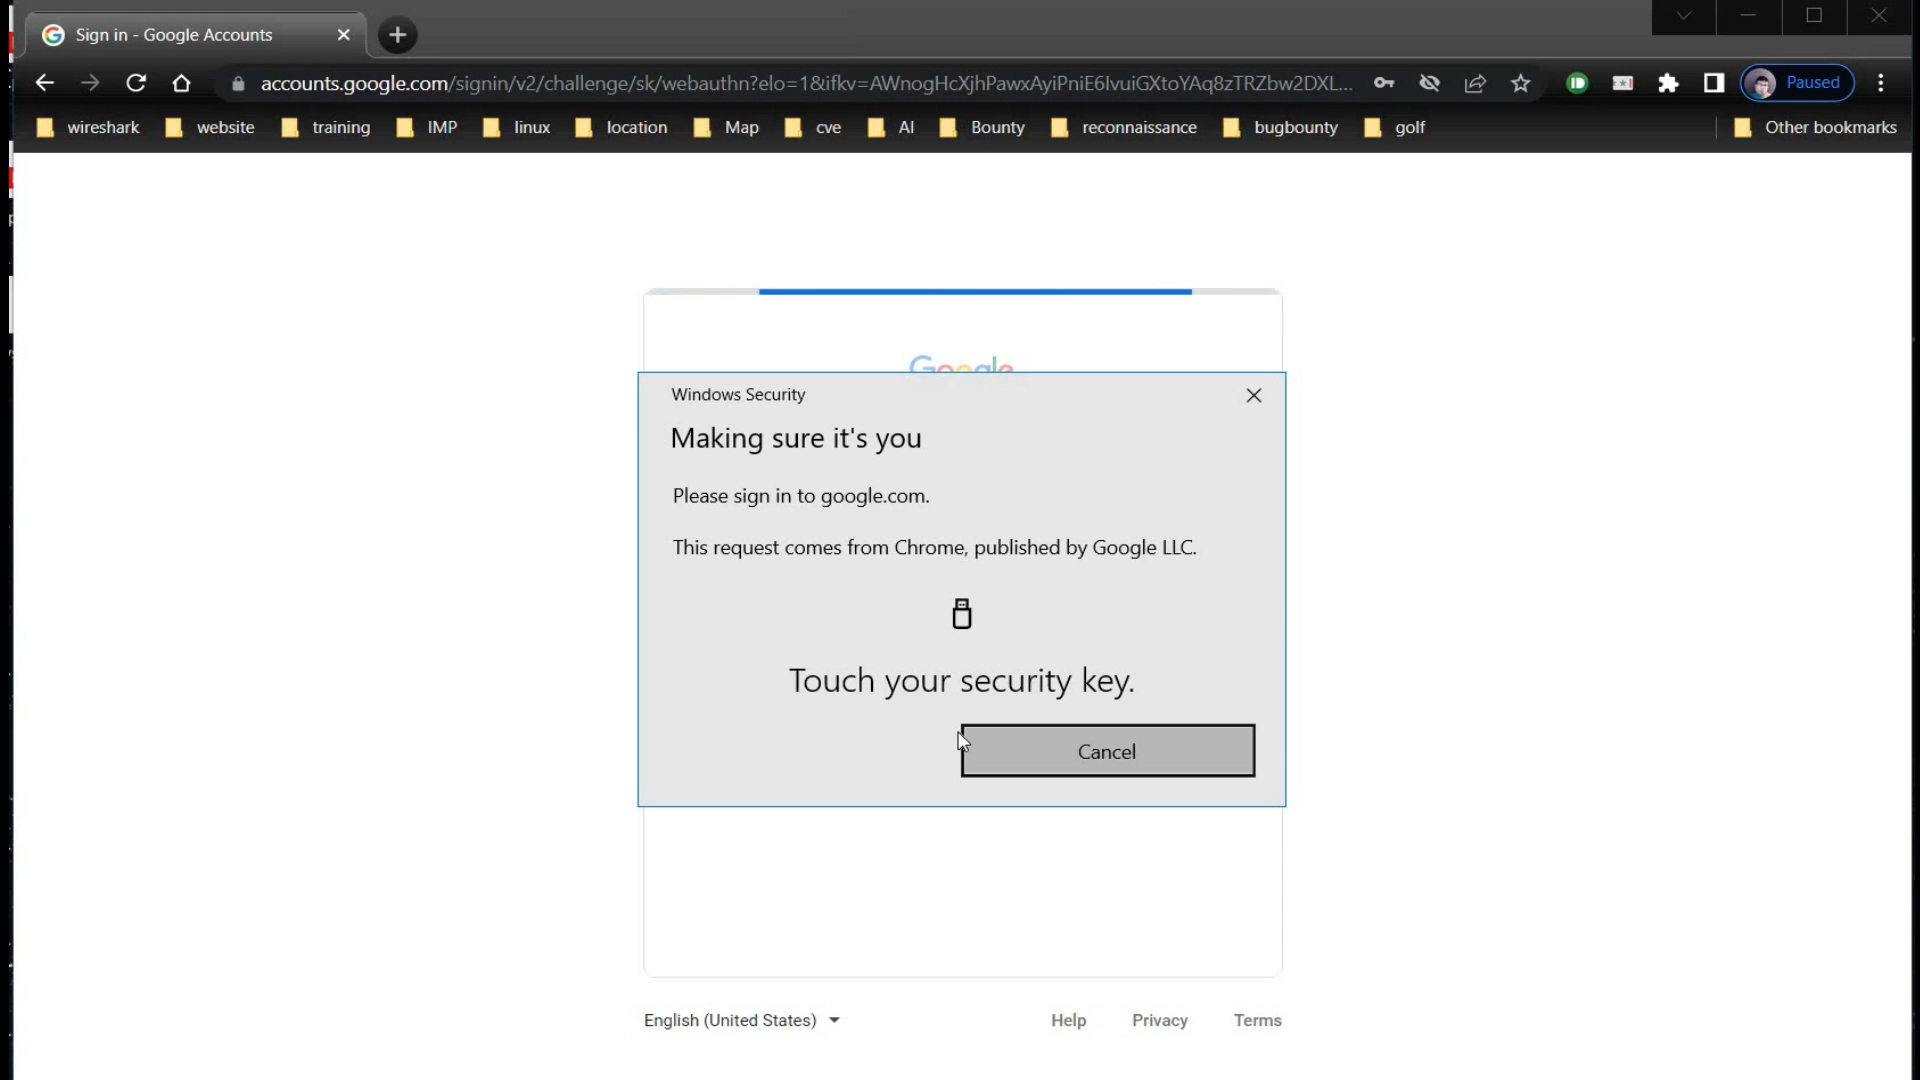 Sign in - Google Accounts
accounts.google.com/signin/v2/challenge/sk/webauthn?elo=1&ifkv=AWnogHcXjhPawxAyiPniE6IvuiGXtoYAq8zTRZbw2DXL...
Paused
wireshark website training IMP linux location Map cve AI Bounty reconnaissance bugbounty golf Other bookmarks
Google
Windows Security
Making sure it's you
Please sign in to google.com.
This request comes from Chrome, published by Google LLC.
Touch your security key.
Cancel
English (United States) Help Privacy Terms